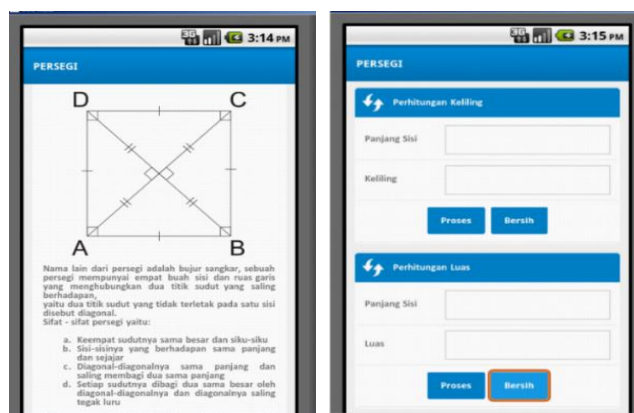 3G
3:14 PM
PERSEGI
D C
A B
Nama lain dari persegi adalah bujur sangkar, sebuah
persegi mempunyai empat buah sisi dan ruas garis
yang menghubungkan dua titik sudut yang saling
berhadapan,
yaitu dua titik sudut yang tidak terletak pada satu sisi
disebut diagonal.
Sifat - sifat persegi yaitu:
a. Keempat sudutnya sama besar dan siku-siku
b. Sisi-sisinya yang berhadapan sama panjang
dan sejajar
c. Diagonal-diagonalnya sama panjang dan
saling membagi dua sama panjang
d. Setiap sudutnya dibagi dua sama besar oleh
diagonal-diagonalnya dan diagonalnya saling
tegak luru
3G
3:15 PM
PERSEGI
Perhitungan Keliling
Panjang Sisi
Keliling
Proses Bersih
Perhitungan Luas
Panjang Sisi
Luas
Proses Bersih